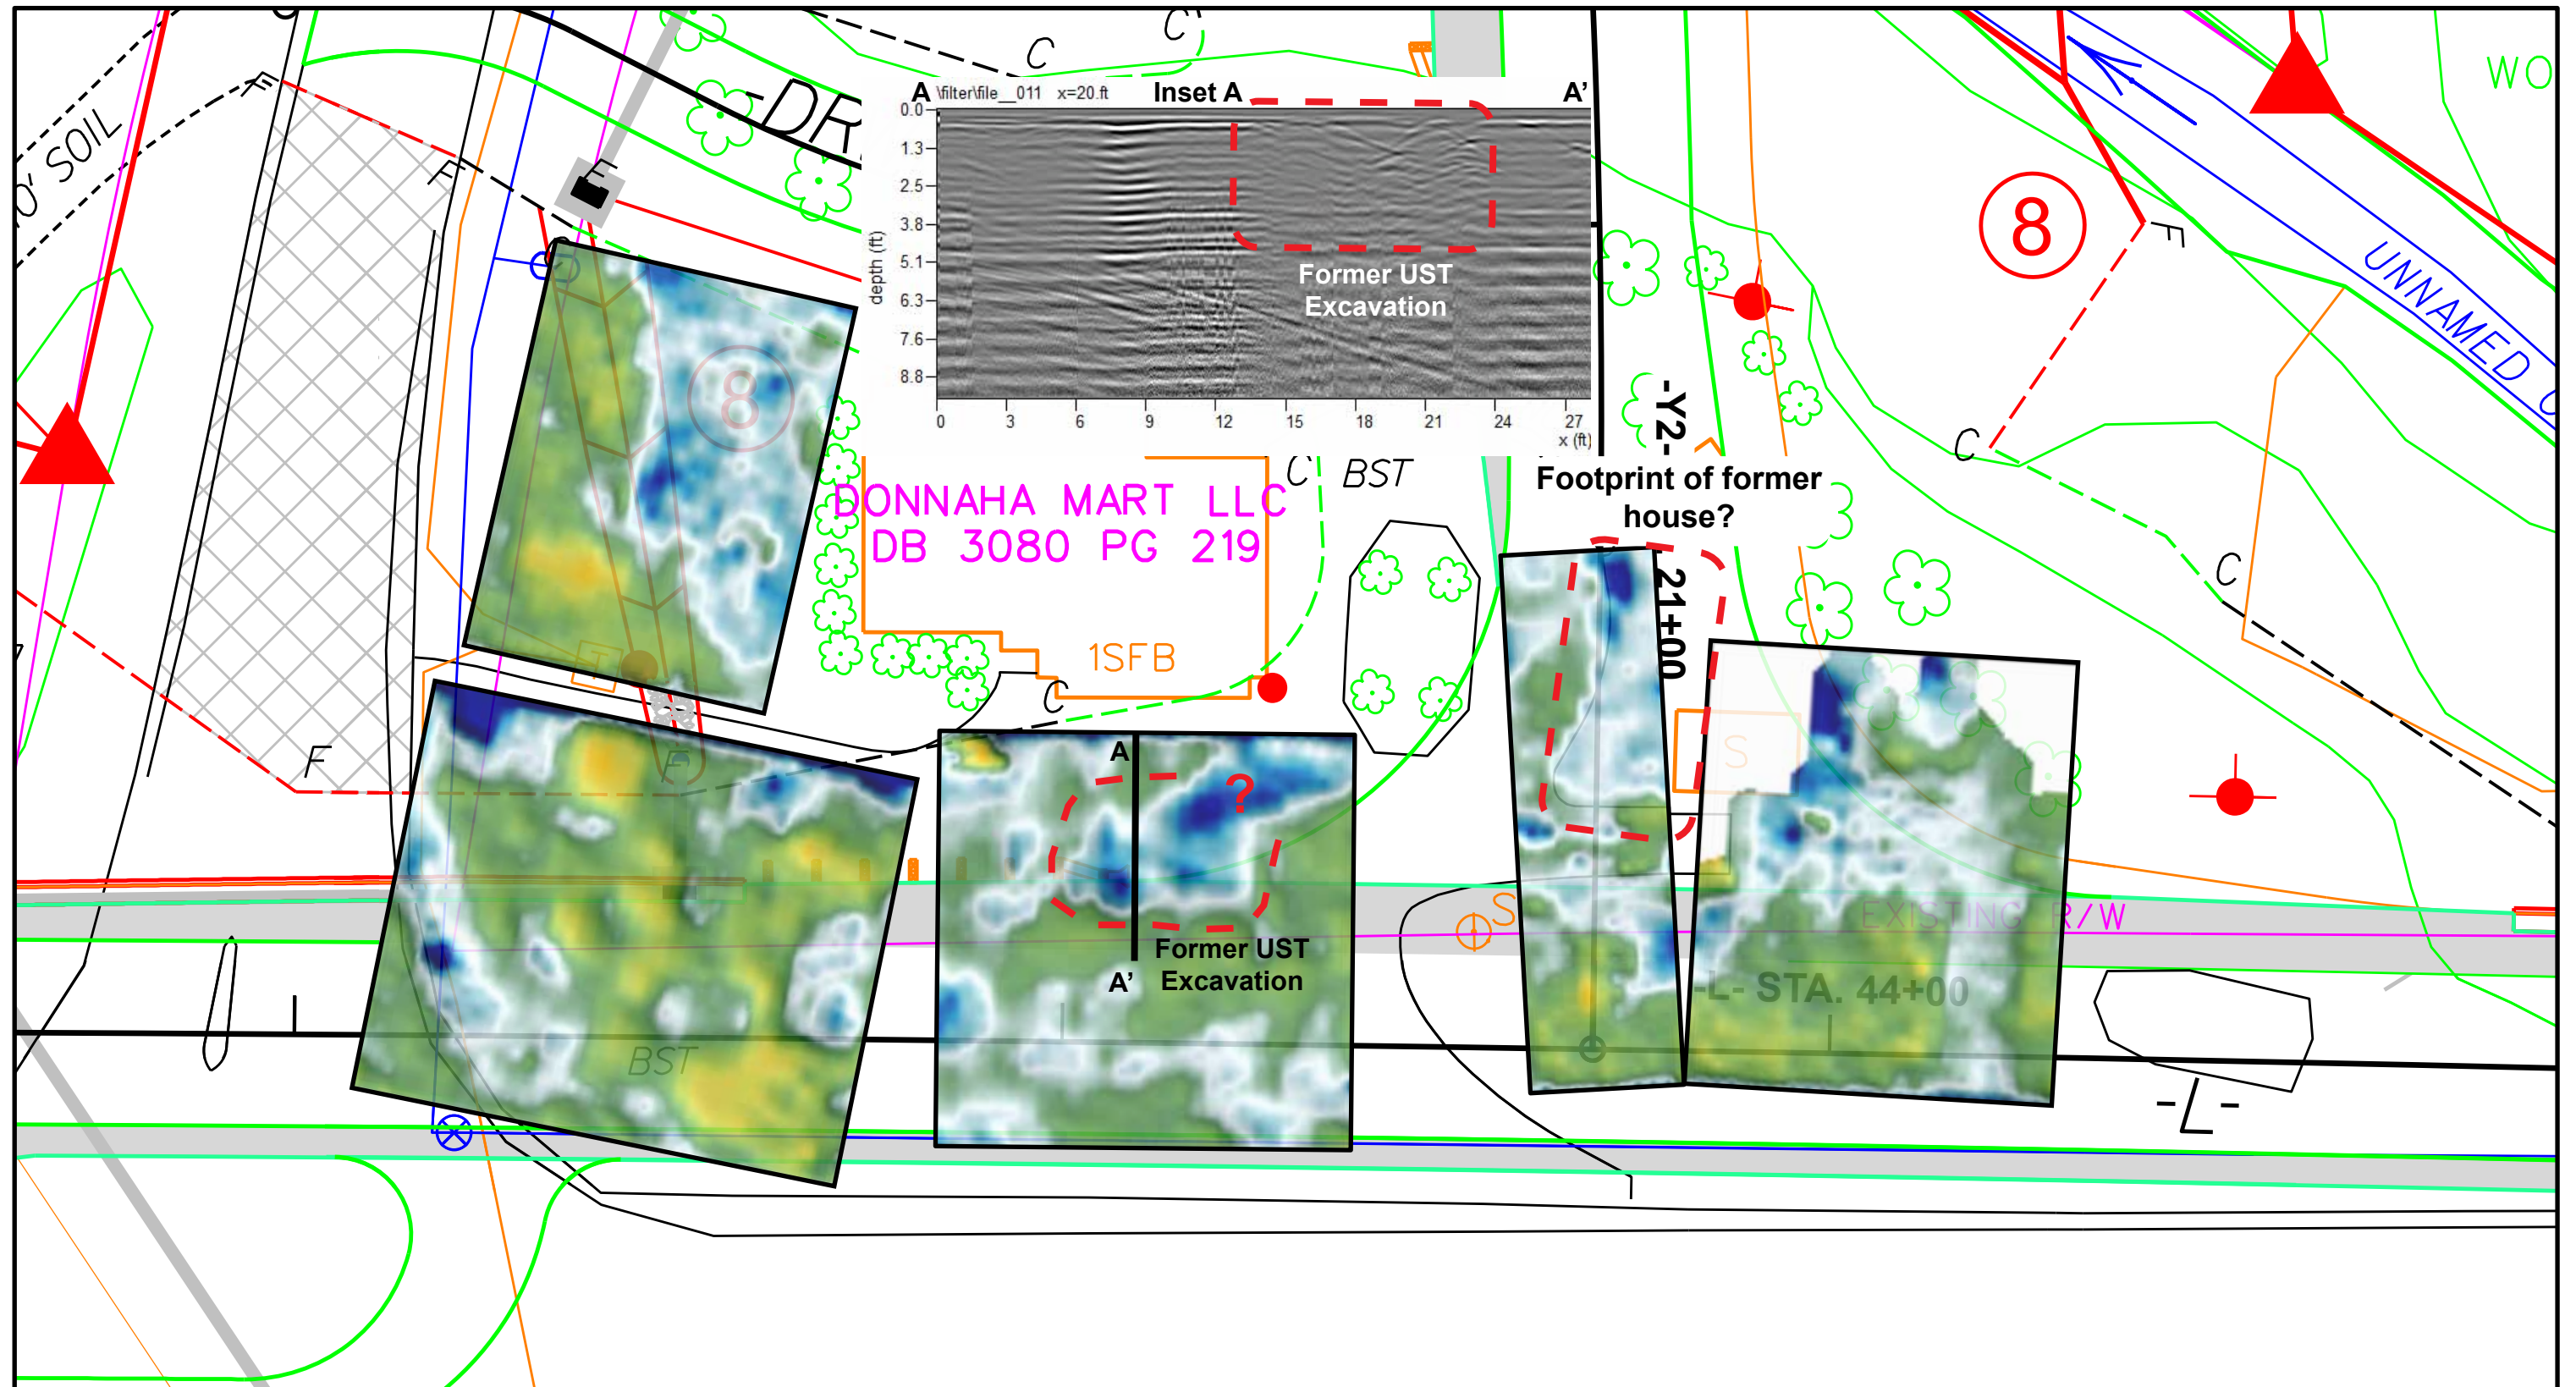 C
C
WO
F
0' SOIL
-DR
A
\filter\file__011 x=20.ft
Inset A
A'
0.0
1.3
2.5
3.8
5.1
6.3
7.6
8.8
depth (ft)
0 3 6 9 12 15 18 21 24 27
x (ft)
Former UST
Excavation
F
F
8
F
UNNAMED
8
-Y2-
C
C
BST
Footprint of former
house?
DONNAHA MART LLC
DB 3080 PG 219
21+00
C
1SFB
T
C
S
F
F
A
?
S
EXISTING R/W
Former UST
Excavation
A'
-L- STA. 44+00
BST
-L-